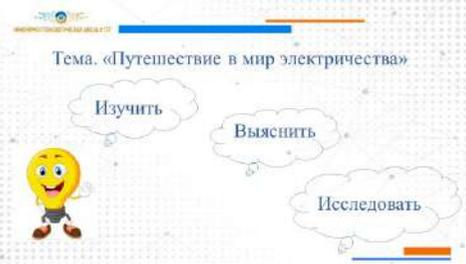 Тема. «Путешествие в мир электричества»
Изучить
Выяснить
Исследовать